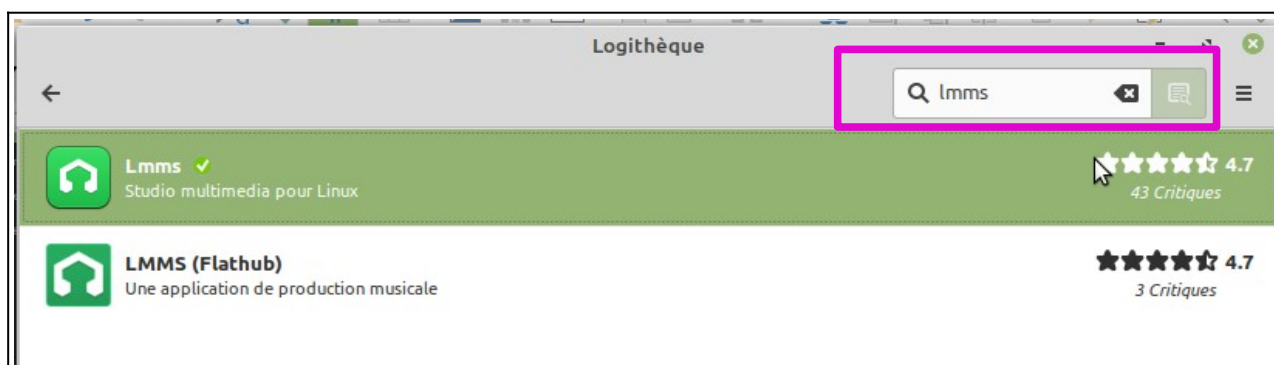 Logithèque
lmms
Lmms
Studio multimedia pour Linux
4.7
43 Critiques
LMMS (Flathub)
Une application de production musicale
4.7
3 Critiques